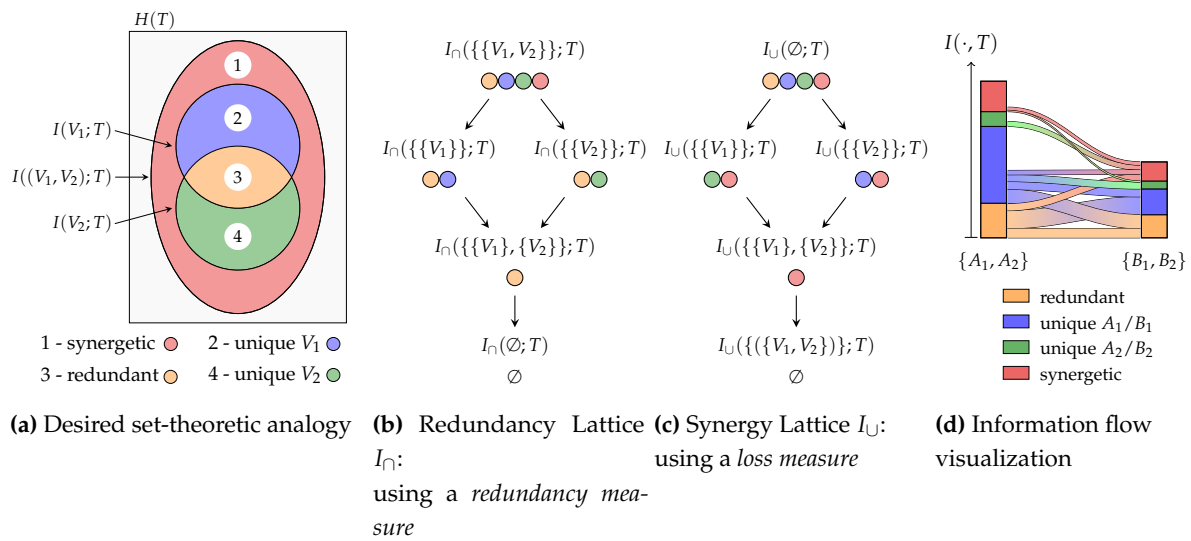 H(T)
1
2
3
4
I(V₁; T)
I((V₁, V₂); T)
I(V₂; T)
1 - synergetic
2 - unique V₁
3 - redundant
4 - unique V₂
(a) Desired set-theoretic analogy
I∩({{V₁, V₂}}; T)
I∩({{V₁}}; T)
I∩({{V₂}}; T)
I∩({{V₁}, {V₂}}; T)
I∩(∅; T)
∅
(b) Redundancy Lattice
I∩:
using a redundancy mea-
sure
I∪(∅; T)
I∪({{V₁}}; T)
I∪({{V₂}}; T)
I∪({{V₁}, {V₂}}; T)
I∪({({V₁, V₂})}; T)
∅
(c) Synergy Lattice I∪:
using a loss measure
I(·, T)
{A₁, A₂}
{B₁, B₂}
redundant
unique A₁/B₁
unique A₂/B₂
synergetic
(d) Information flow
visualization